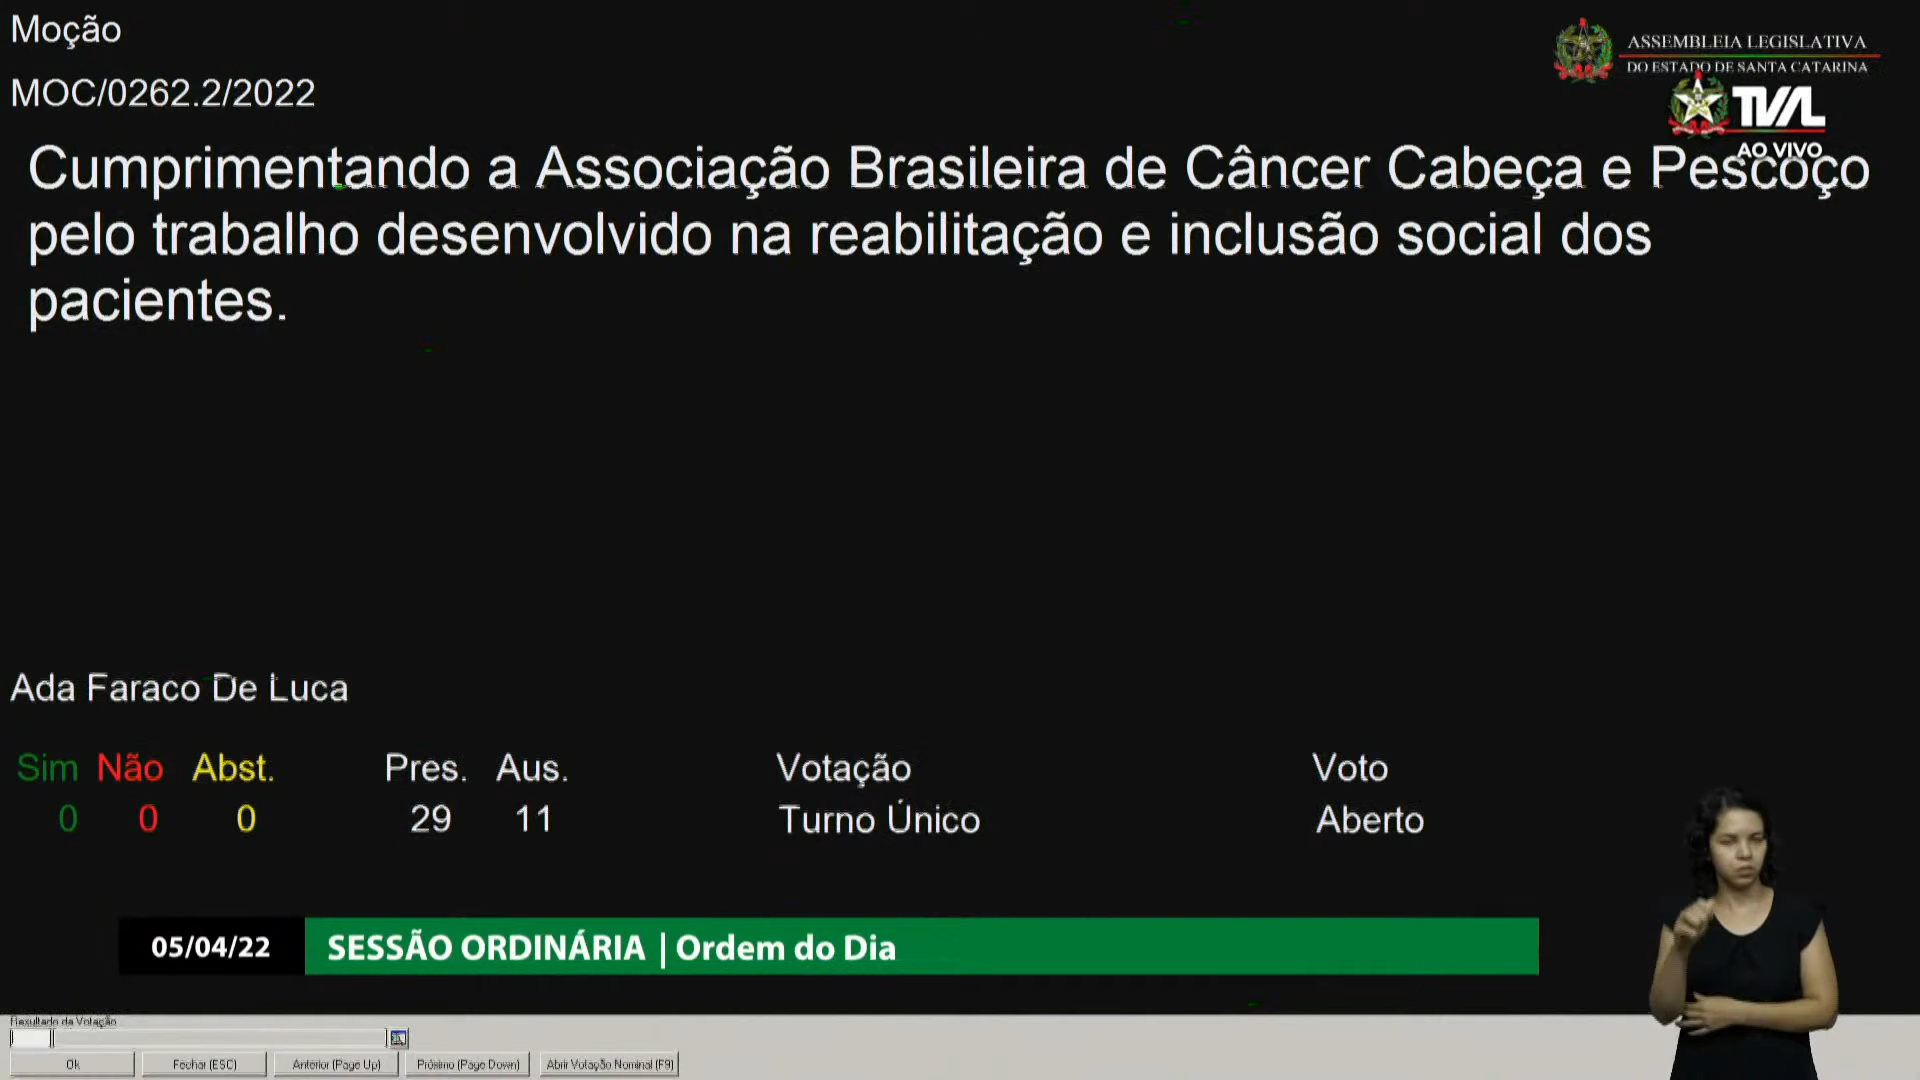 Moção
ASSEMBLEIA LEGISLATIVA
DO ESTADO DE SANTA CATARINA
MOC/0262.2/2022
TVAL
AO VIVO
Cumprimentando a Associação Brasileira de Câncer Cabeça e Pescoço
pelo trabalho desenvolvido na reabilitação e inclusão social dos
pacientes.
Ada Faraco De Luca
Sim Não Abst. Pres. Aus. Votação Voto
0 0 0 29 11 Turno Único Aberto
05/04/22 SESSÃO ORDINÁRIA | Ordem do Dia
Resultado da Votação
Ok Fechar (ESC) Anterior (Page Up) Próximo (Page Down) Abrir Votação Nominal (F9)